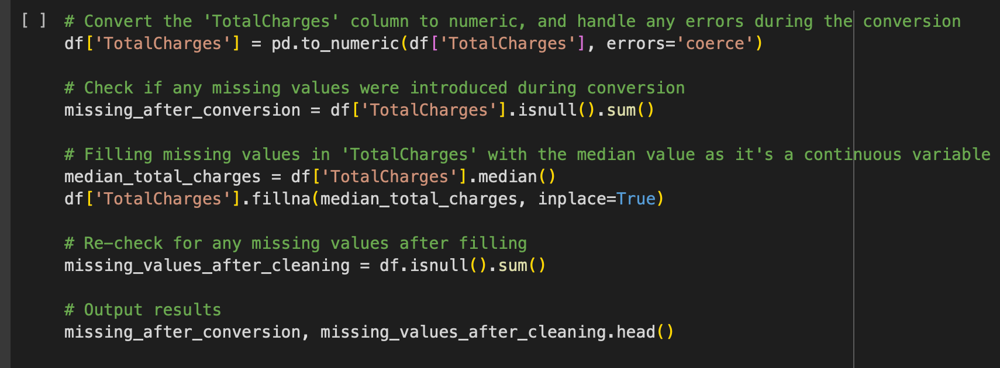 [ ] # Convert the 'TotalCharges' column to numeric, and handle any errors during the conversion
df['TotalCharges'] = pd.to_numeric(df['TotalCharges'], errors='coerce')
# Check if any missing values were introduced during conversion
missing_after_conversion = df['TotalCharges'].isnull().sum()
# Filling missing values in 'TotalCharges' with the median value as it's a continuous variable
median_total_charges = df['TotalCharges'].median()
df['TotalCharges'].fillna(median_total_charges, inplace=True)
# Re-check for any missing values after filling
missing_values_after_cleaning = df.isnull().sum()
# Output results
missing_after_conversion, missing_values_after_cleaning.head()